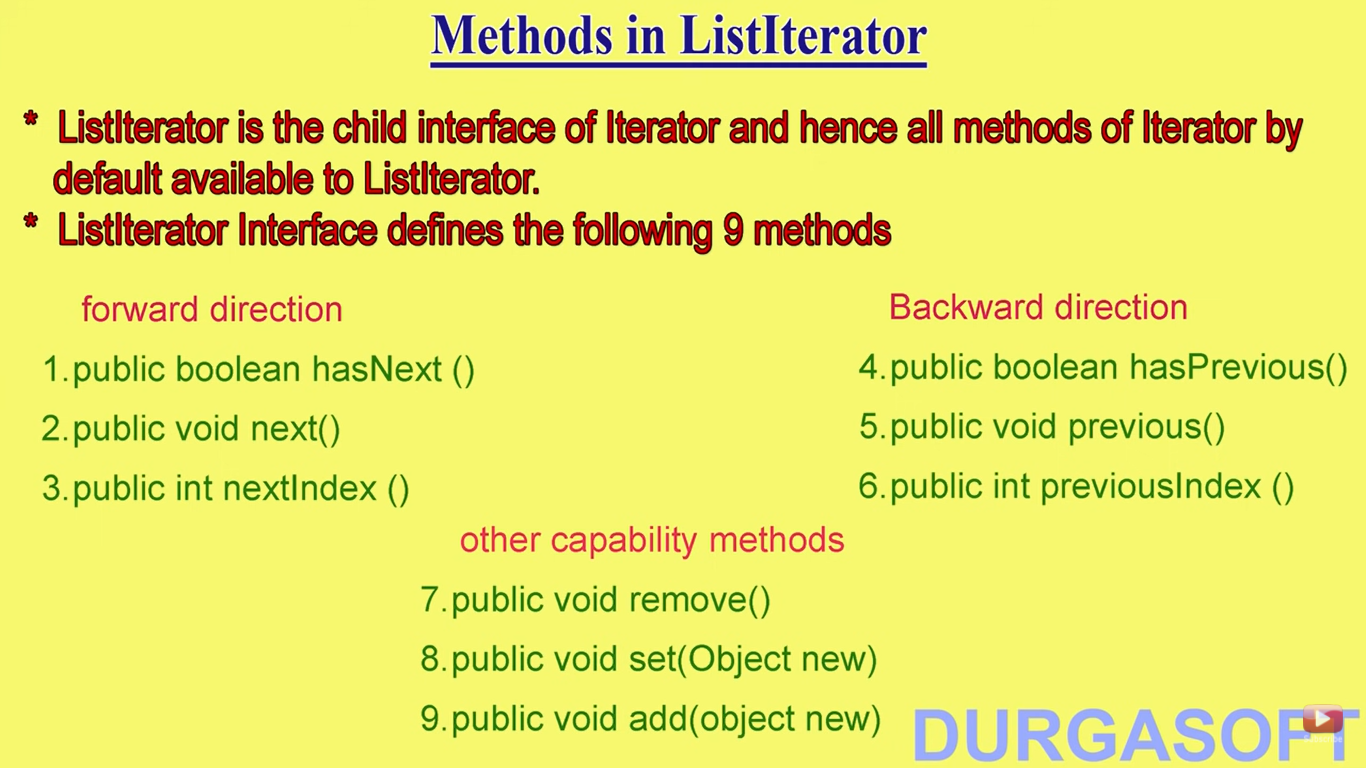 Methods in ListIterator
* ListIterator is the child interface of Iterator and hence all methods of Iterator by
default available to ListIterator.
* ListIterator Interface defines the following 9 methods
forward direction
1.public boolean hasNext ()
2.public void next()
3.public int nextIndex ()
Backward direction
4.public boolean hasPrevious()
5.public void previous()
6.public int previousIndex ()
other capability methods
7.public void remove()
8.public void set(Object new)
9.public void add(object new)
DURGASOFT
Subscribe